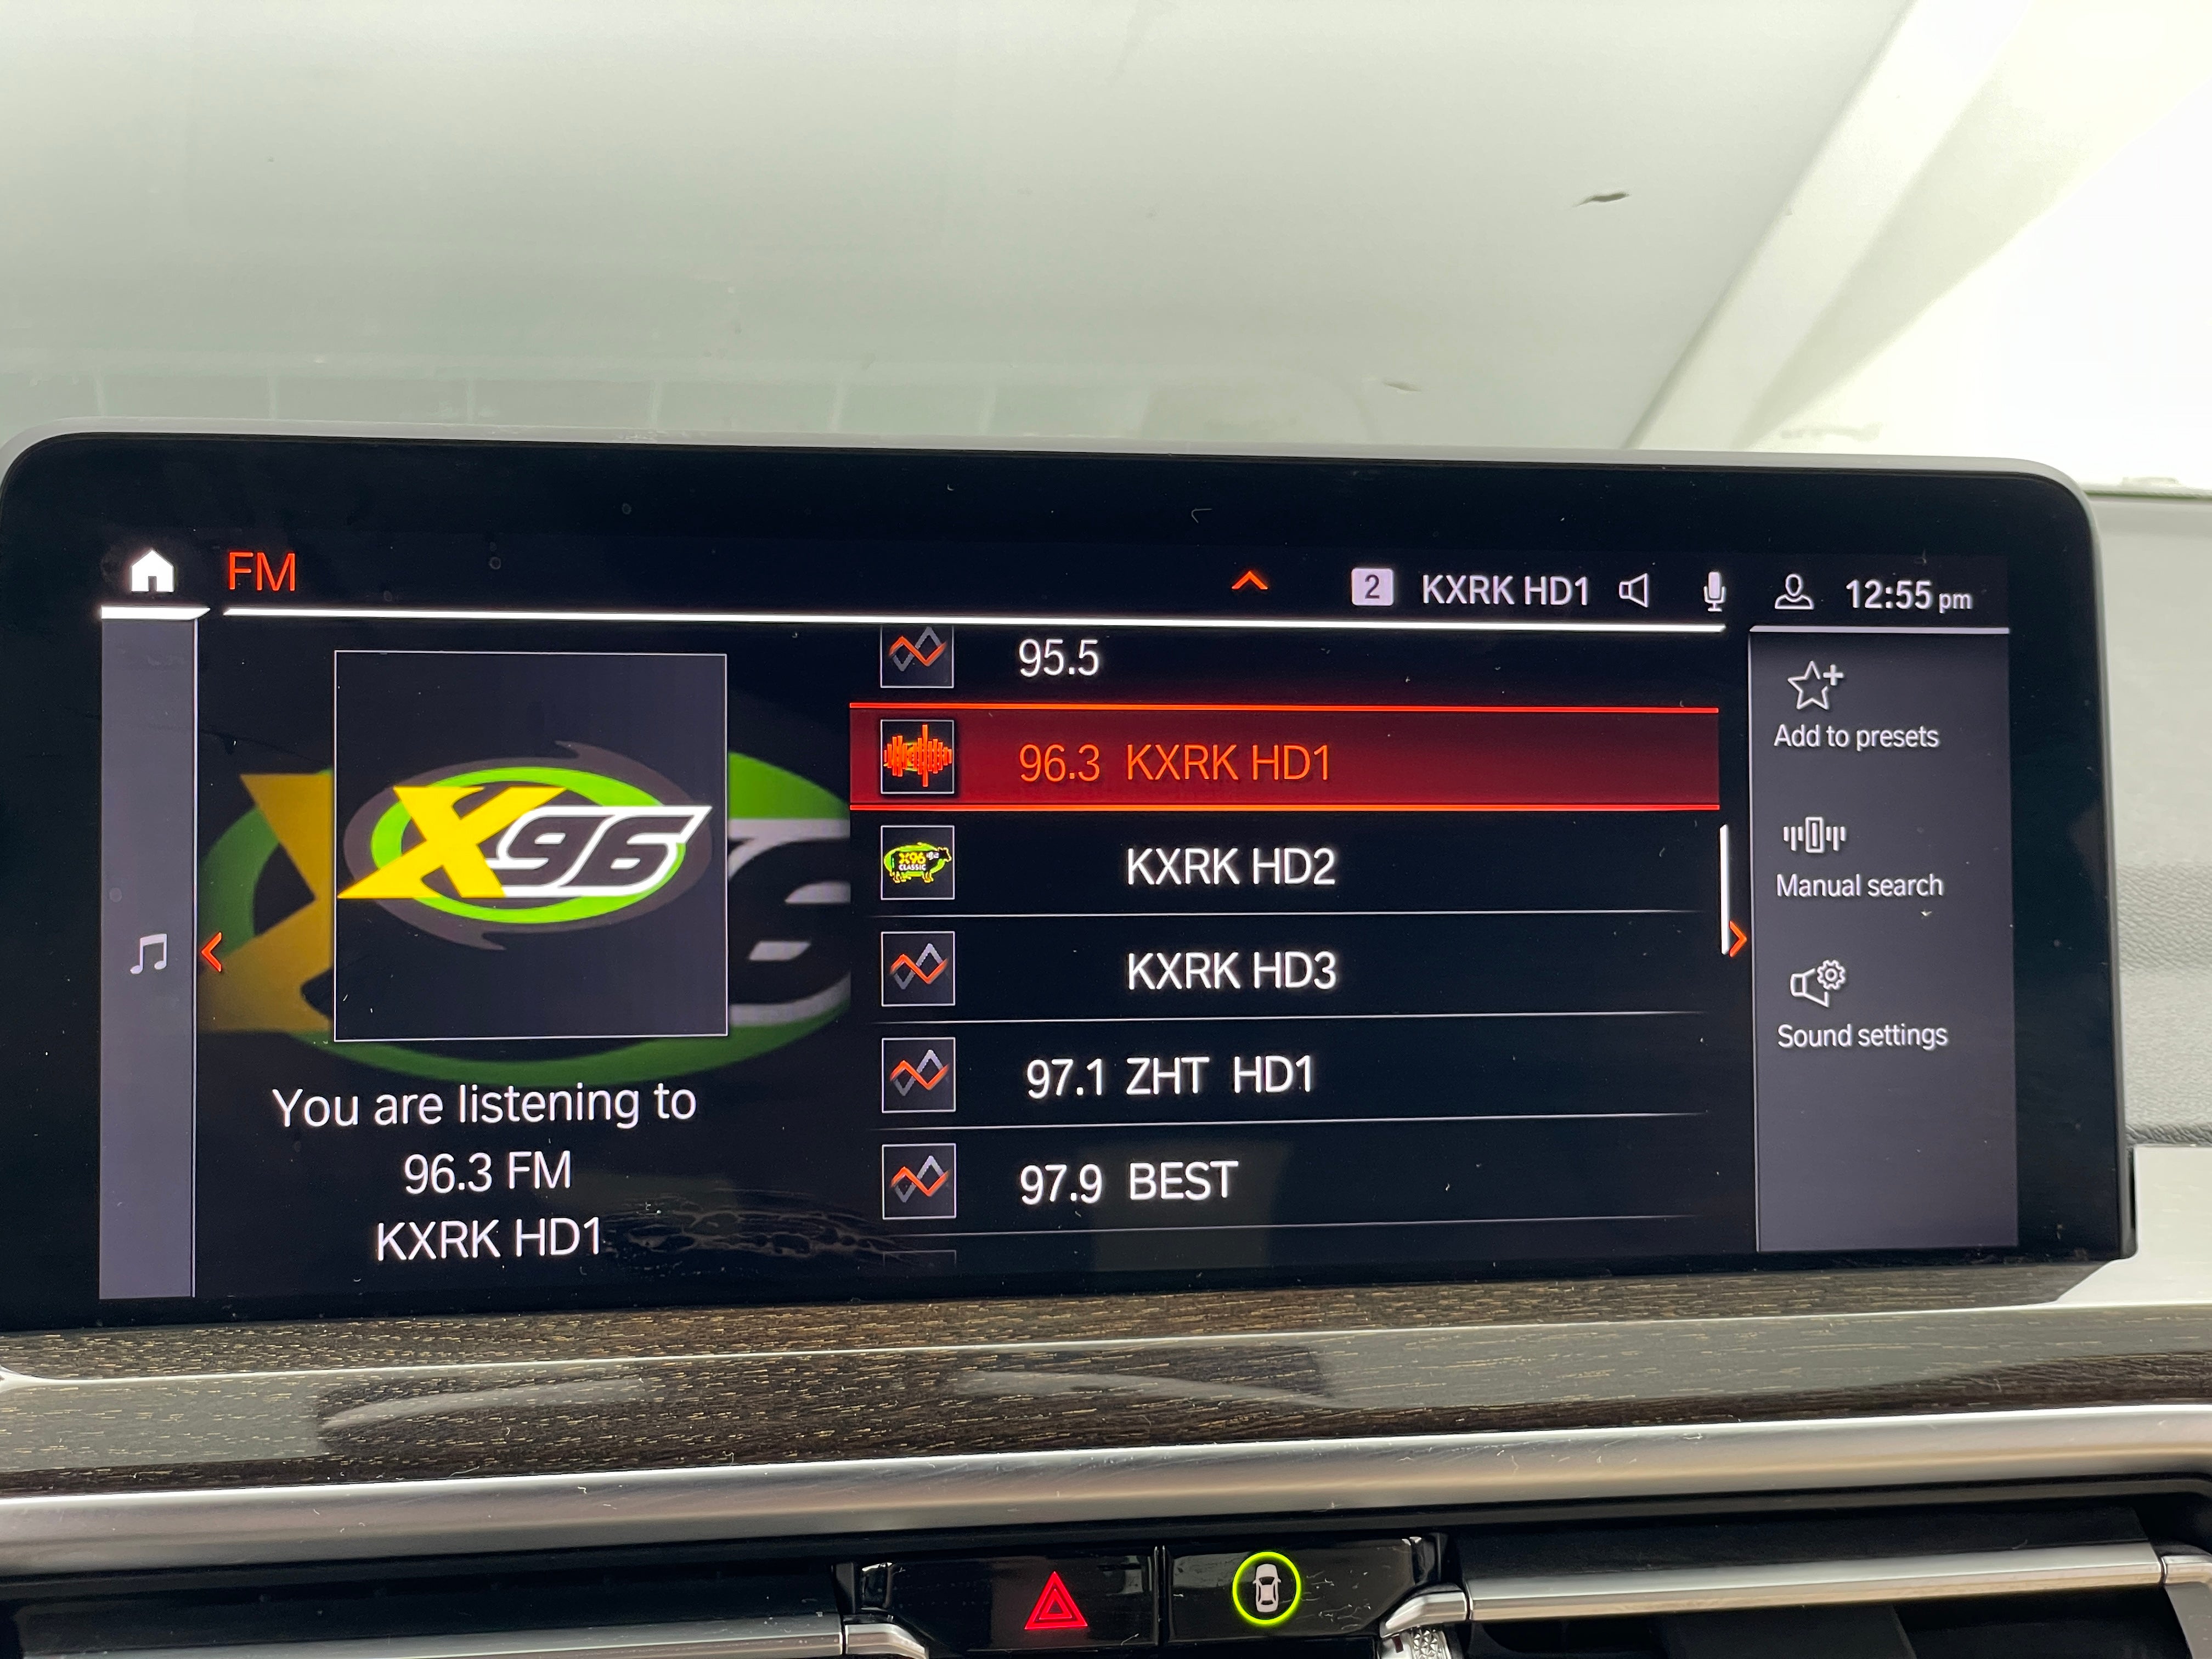 FM
2 KXRK HD1
12:55 pm
95.5
96.3 KXRK HD1
KXRK HD2
KXRK HD3
97.1 ZHT HD1
97.9 BEST
X96
X96
CLASSIC
You are listening to
96.3 FM
KXRK HD1
Add to presets
Manual search
Sound settings